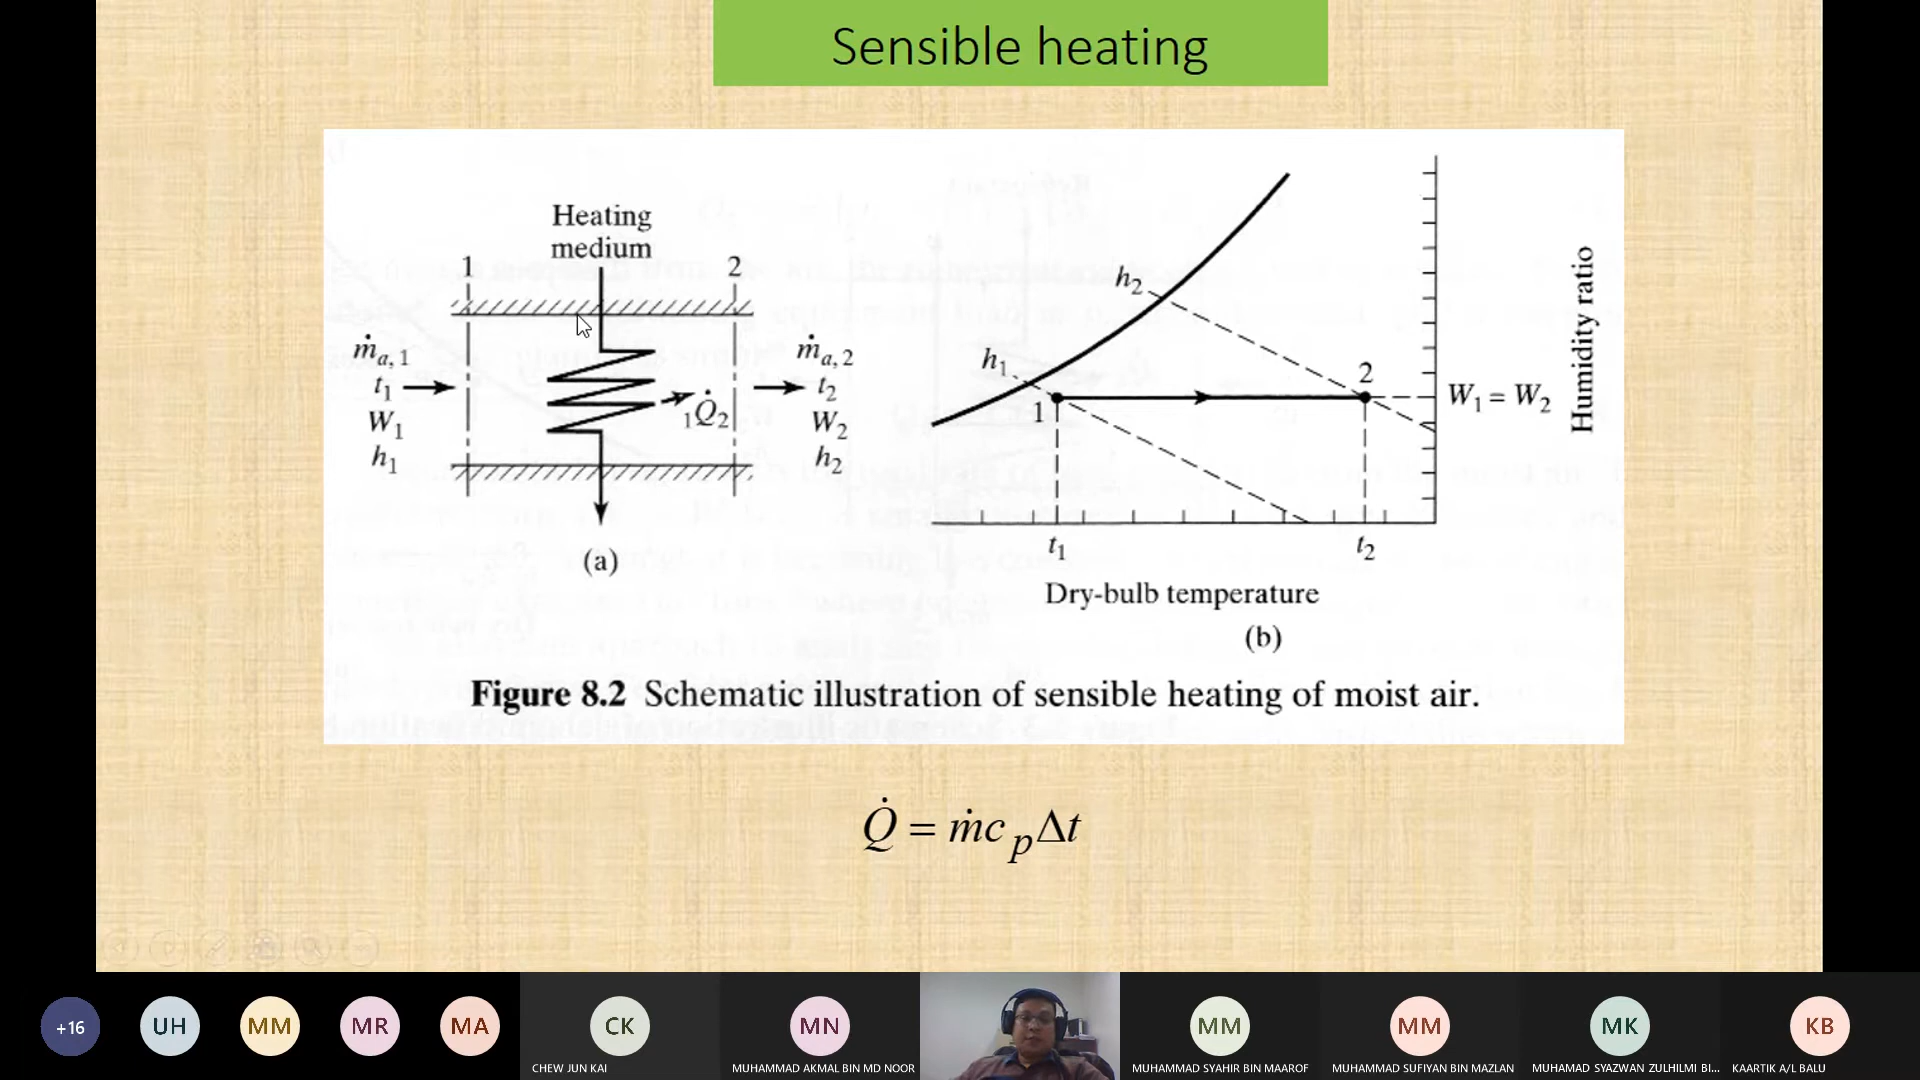 Sensible heating
Heating
medium
1
2
ṁa,1
t1
W1
h1
1Q̇2
ṁa,2
t2
W2
h2
(a)
h2
h1
1
2
W1 = W2
Humidity ratio
t1
t2
Dry-bulb temperature
(b)
Figure 8.2 Schematic illustration of sensible heating of moist air.
Q̇ = ṁc p Δt
+16
UH
MM
MR
MA
CK
CHEW JUN KAI
MN
MUHAMMAD AKMAL BIN MD NOOR
MM
MUHAMMAD SYAHIR BIN MAAROF
MM
MUHAMMAD SUFIYAN BIN MAZLAN
MK
MUHAMAD SYAZWAN ZULHILMI BI...
KB
KAARTIK A/L BALU